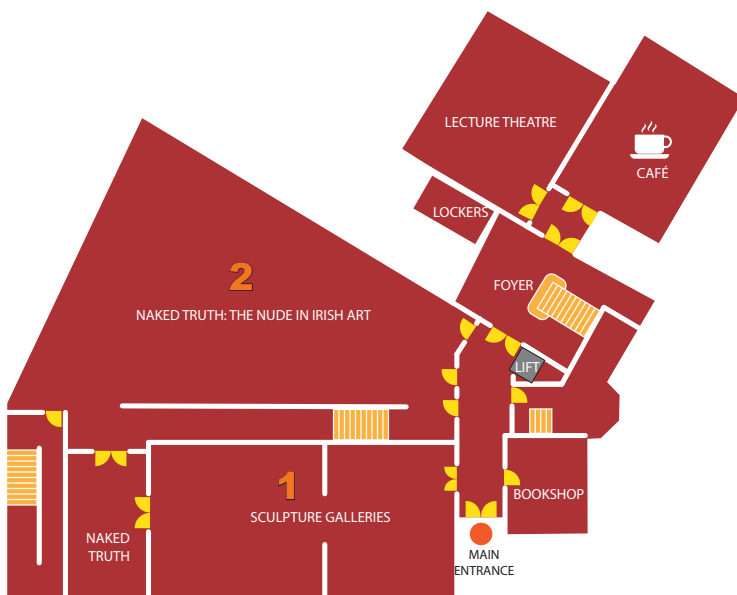 LECTURE THEATRE
CAFÉ
LOCKERS
2
FOYER
NAKED TRUTH: THE NUDE IN IRISH ART
LIFT
1
BOOKSHOP
SCULPTURE GALLERIES
NAKED
TRUTH
MAIN
ENTRANCE